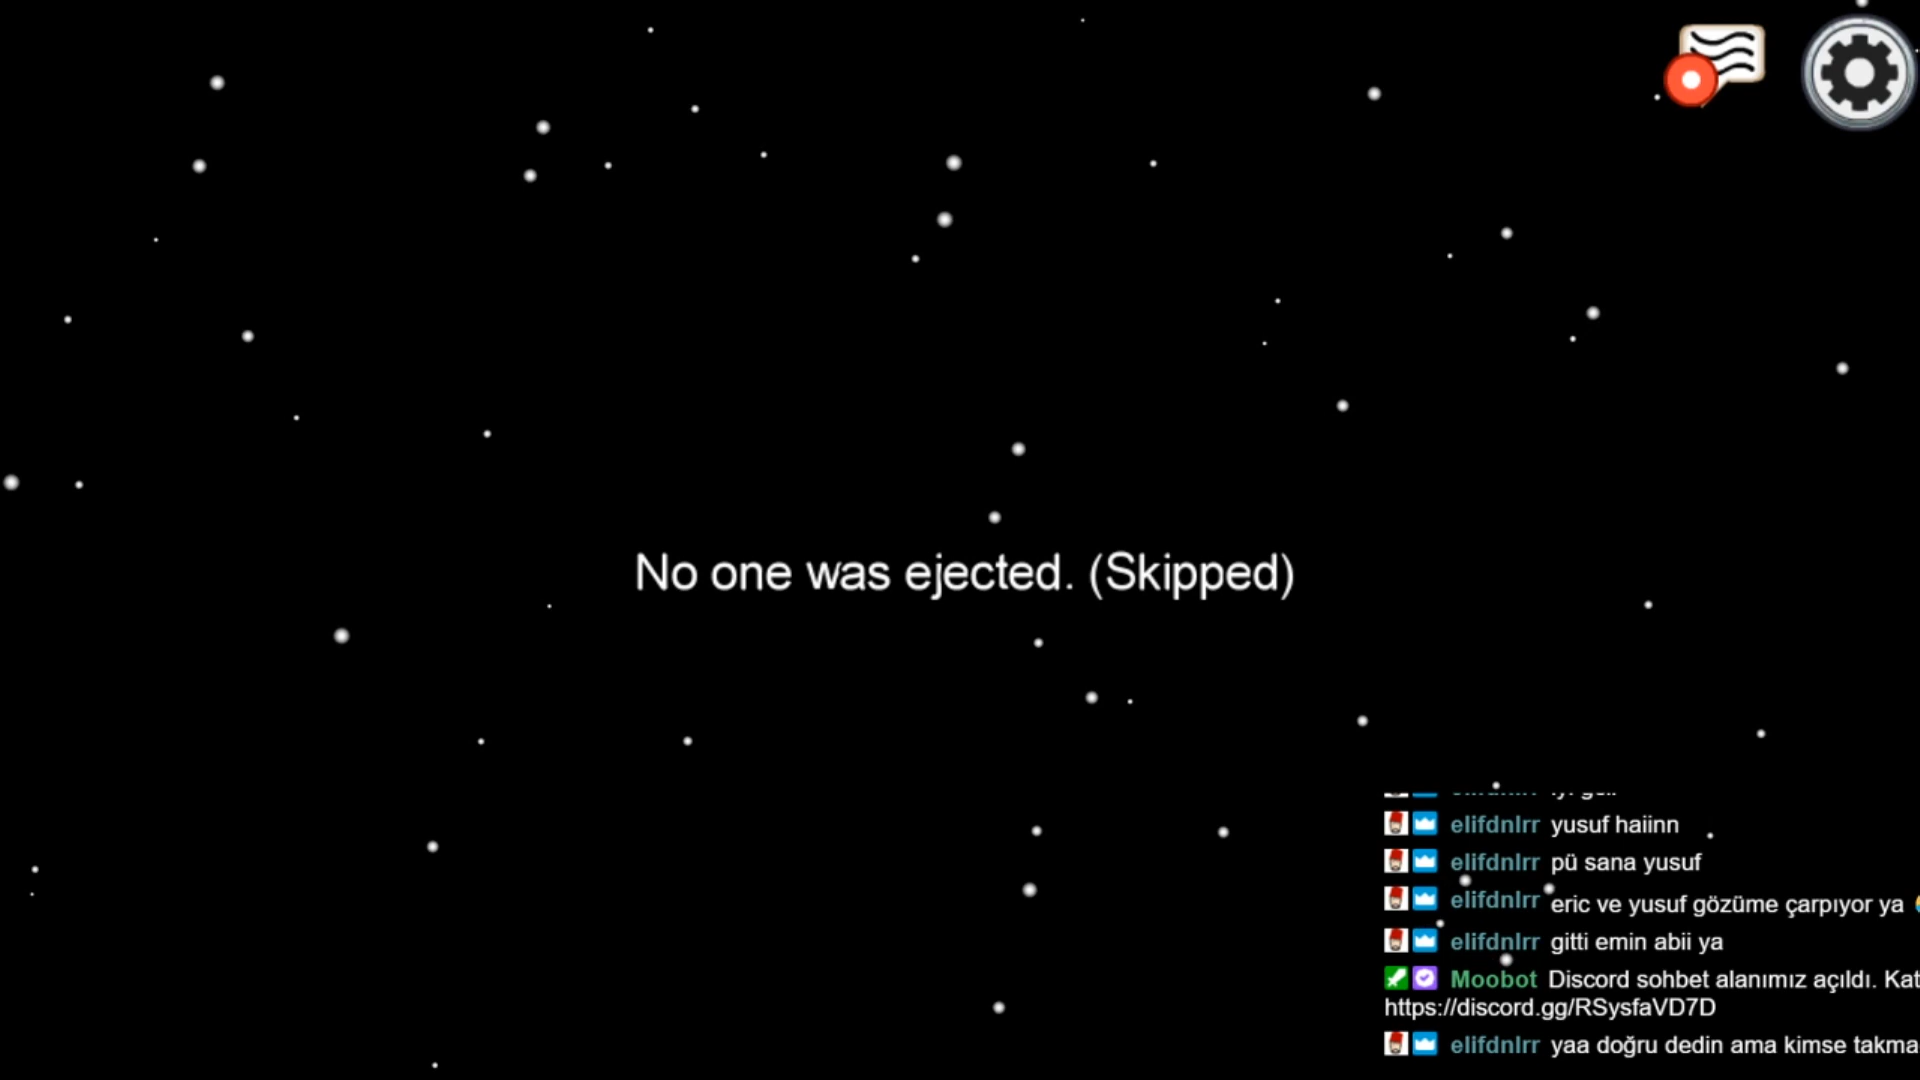 No one was ejected. (Skipped)
elifdnlrr yusuf haiinn
elifdnlrr pü sana yusuf
elifdnlrr eric ve yusuf gözüme çarpıyor ya
elifdnlrr gitti emin abii ya
Moobot Discord sohbet alanımız açıldı. Kat
https://discord.gg/RSysfaVD7D
elifdnlrr yaa doğru dedin ama kimse takma